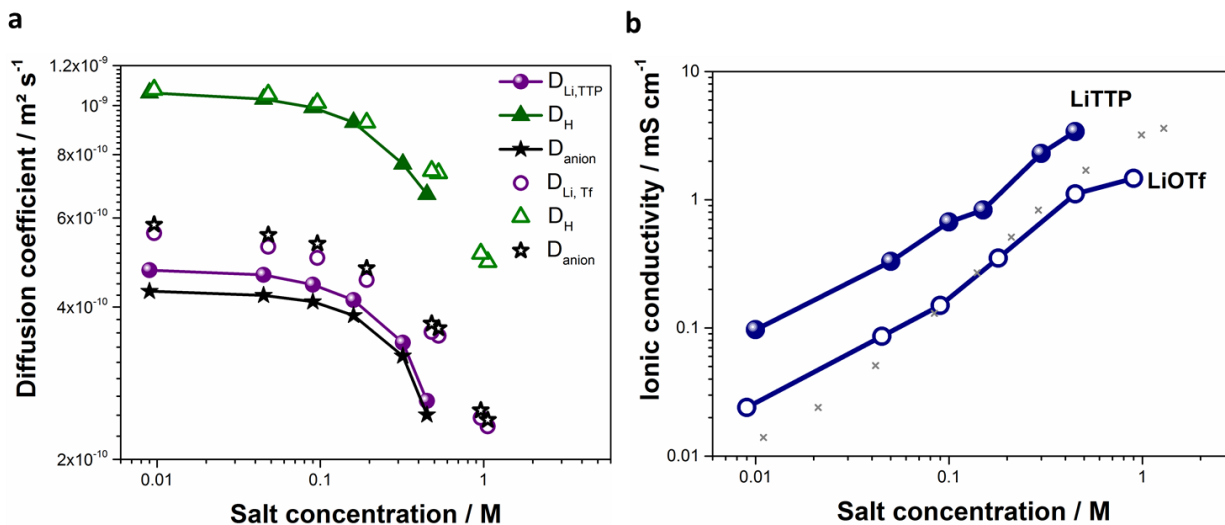 a
Diffusion coefficient / m² s⁻¹
1.2x10⁻⁹
10⁻⁹
8x10⁻¹⁰
6x10⁻¹⁰
4x10⁻¹⁰
2x10⁻¹⁰
0.01
0.1
1
Salt concentration / M
D_Li,TTP
D_H
D_anion
D_Li, Tf
D_H
D_anion
b
Ionic conductivity / mS cm⁻¹
10
1
0.1
0.01
0.01
0.1
1
Salt concentration / M
LiTTP
LiOTf